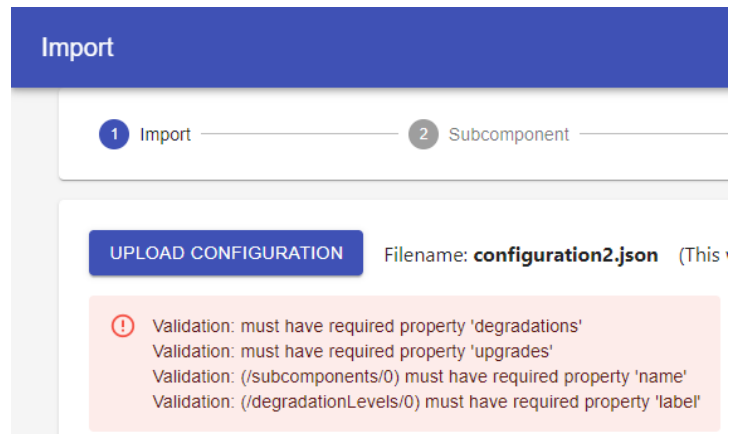 Import
1 Import
2 Subcomponent
UPLOAD CONFIGURATION Filename: configuration2.json (This
Validation: must have required property 'degradations'
Validation: must have required property 'upgrades'
Validation: (/subcomponents/0) must have required property 'name'
Validation: (/degradationLevels/0) must have required property 'label'